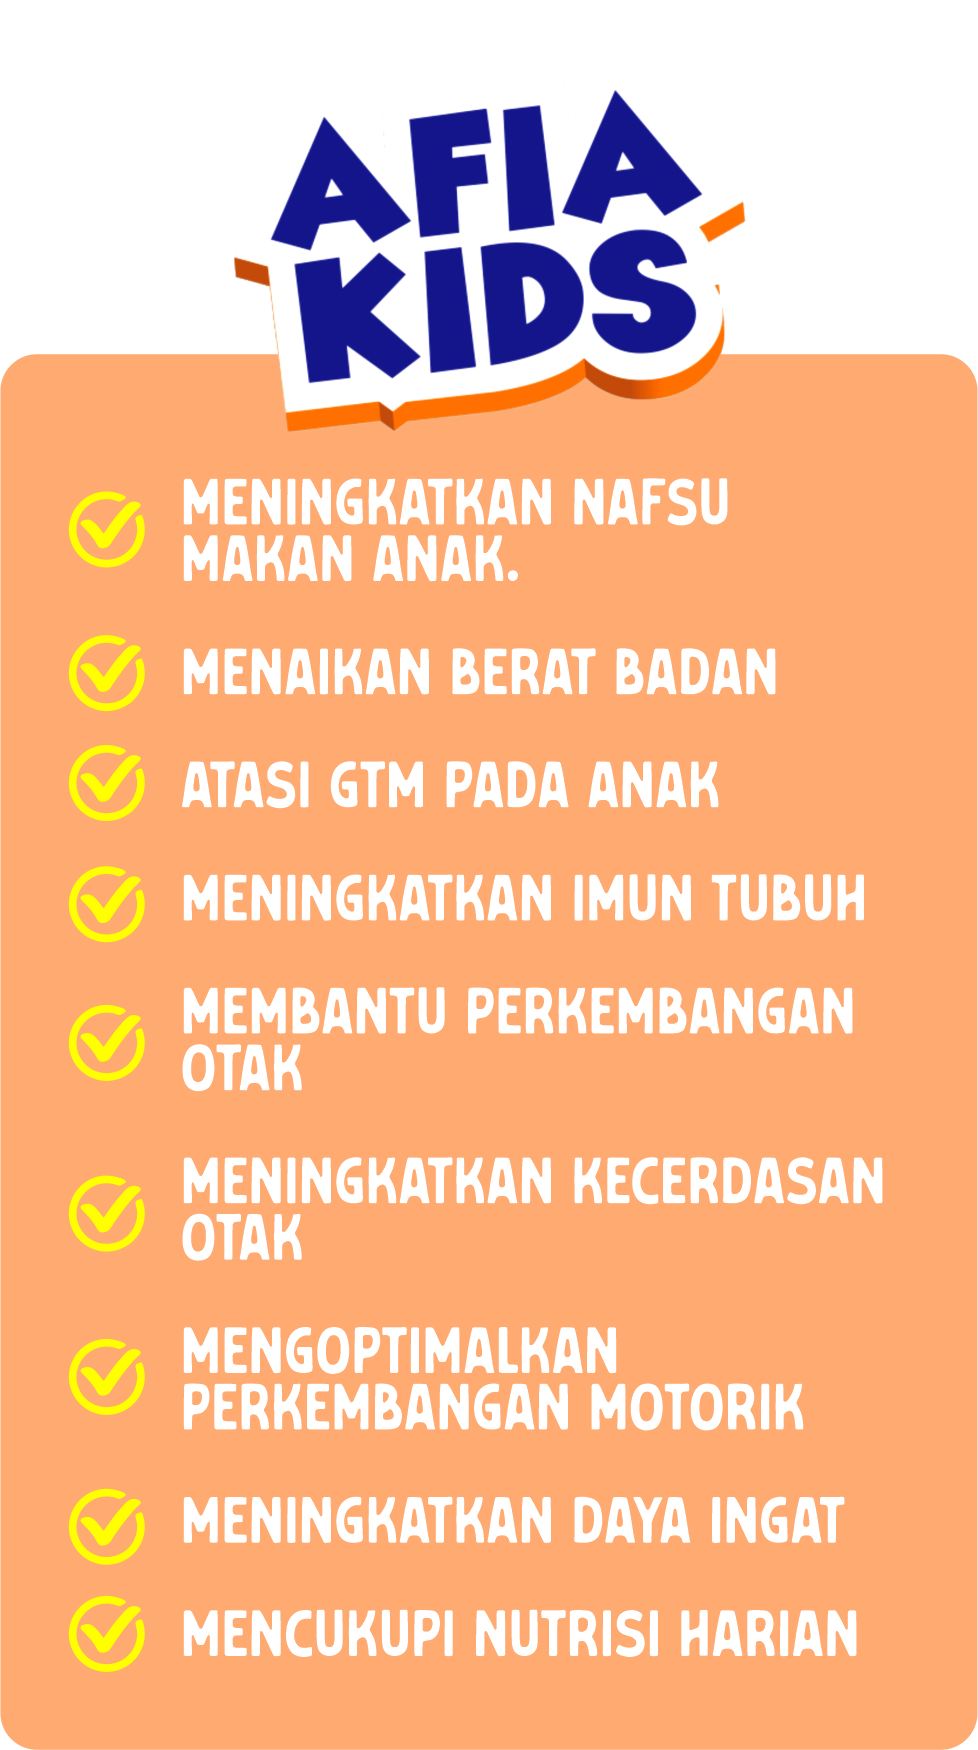 AFIA
KIDS
MENINGKATKAN NAFSU
MAKAN ANAK.
MENAIKAN BERAT BADAN
ATASI GTM PADA ANAK
MENINGKATKAN IMUN TUBUH
MEMBANTU PERKEMBANGAN
OTAK
MENINGKATKAN KECERDASAN
OTAK
MENGOPTIMALKAN
PERKEMBANGAN MOTORIK
MENINGKATKAN DAYA INGAT
MENCUKUPI NUTRISI HARIAN